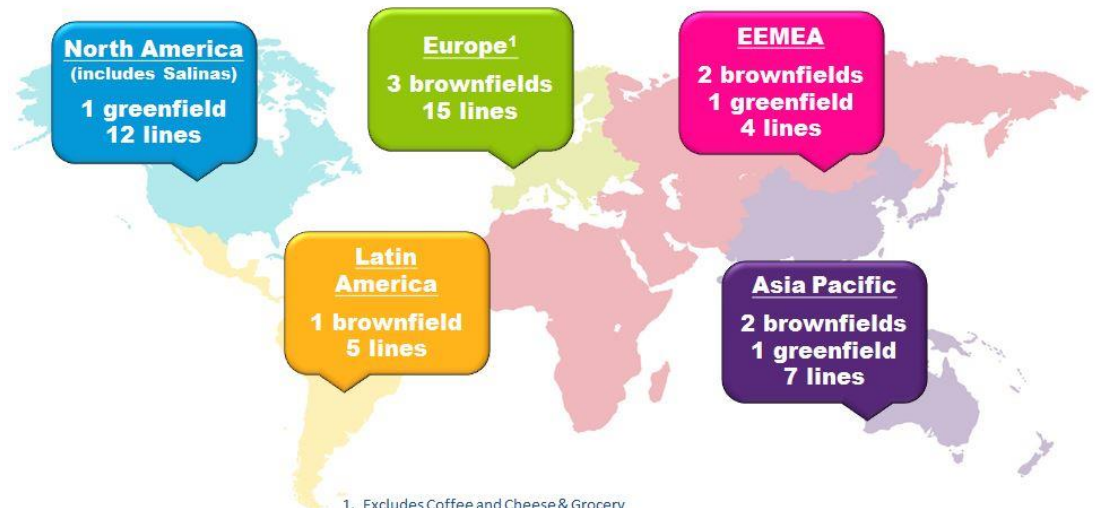 North America
(includes Salinas)
1 greenfield
12 lines
Europe1
3 brownfields
15 lines
EEMEA
2 brownfields
1 greenfield
4 lines
Latin
America
1 brownfield
5 lines
Asia Pacific
2 brownfields
1 greenfield
7 lines
1. Excludes Coffee and Cheese & Grocery